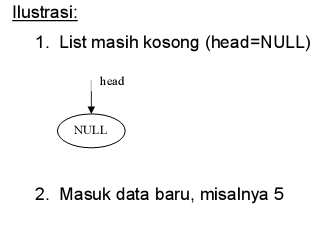 Ilustrasi:
1. List masih kosong (head=NULL)
head
NULL
2. Masuk data baru, misalnya 5